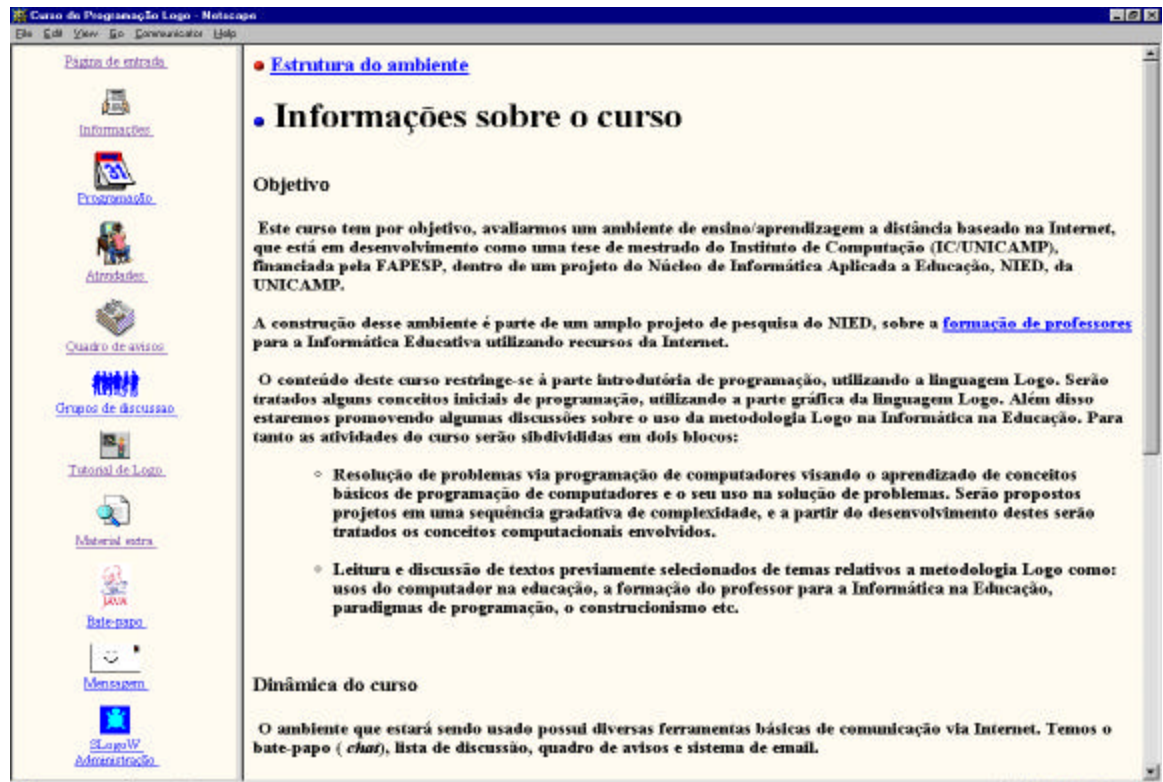 Curso de Programação Logo - Netscape
File Edit View Go Communicator Help
Página de entrada
Informações
Programação
Atividades
Quadro de avisos
Grupos de discussao
Tutorial de Logo
Material extra
JAVA
Bate-papo
Mensagem
SLogoW
Administração
Estrutura do ambiente
Informações sobre o curso
Objetivo
Este curso tem por objetivo, avaliarmos um ambiente de ensino/aprendizagem a distância baseado na Internet,
que está em desenvolvimento como uma tese de mestrado do Instituto de Computação (IC/UNICAMP),
financiada pela FAPESP, dentro de um projeto do Núcleo de Informática Aplicada a Educação, NIED, da
UNICAMP.
A construção desse ambiente é parte de um amplo projeto de pesquisa do NIED, sobre a formação de professores
para a Informática Educativa utilizando recursos da Internet.
O conteúdo deste curso restringe-se à parte introdutória de programação, utilizando a linguagem Logo. Serão
tratados alguns conceitos iniciais de programação, utilizando a parte gráfica da linguagem Logo. Além disso
estaremos promovendo algumas discussões sobre o uso da metodologia Logo na Informática na Educação. Para
tanto as atividades do curso serão sibdivididas em dois blocos:
Resolução de problemas via programação de computadores visando o aprendizado de conceitos
básicos de programação de computadores e o seu uso na solução de problemas. Serão propostos
projetos em uma sequência gradativa de complexidade, e a partir do desenvolvimento destes serão
tratados os conceitos computacionais envolvidos.
Leitura e discussão de textos previamente selecionados de temas relativos a metodologia Logo como:
usos do computador na educação, a formação do professor para a Informática na Educação,
paradigmas de programação, o construcionismo etc.
Dinâmica do curso
O ambiente que estará sendo usado possui diversas ferramentas básicas de comunicação via Internet. Temos o
bate-papo ( chat), lista de discussão, quadro de avisos e sistema de email.